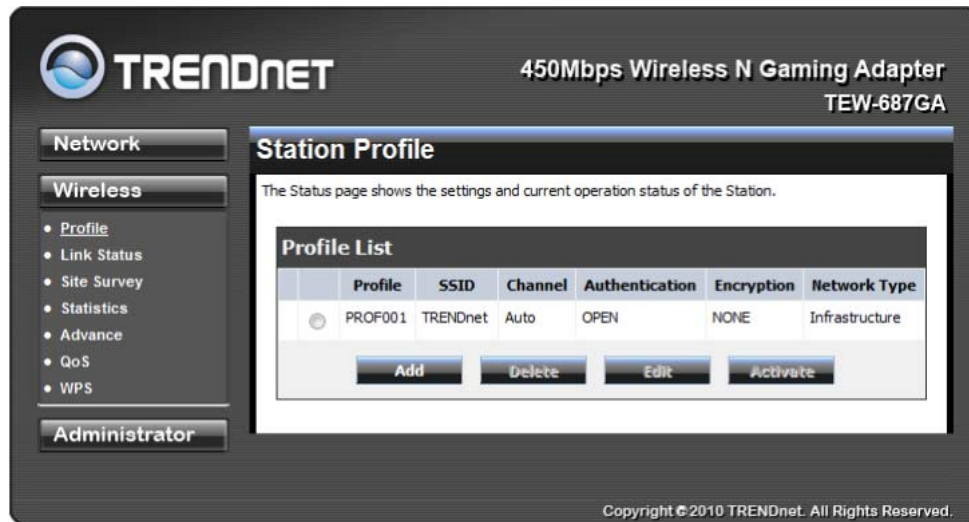 TRENDNET
450Mbps Wireless N Gaming Adapter
TEW-687GA
Network
Wireless
Profile
Link Status
Site Survey
Statistics
Advance
QoS
WPS
Administrator
Station Profile
The Status page shows the settings and current operation status of the Station.
Profile List
Profile SSID Channel Authentication Encryption Network Type
PROF001 TRENDnet Auto OPEN NONE Infrastructure
Add Delete Edit Activate
Copyright © 2010 TRENDnet. All Rights Reserved.